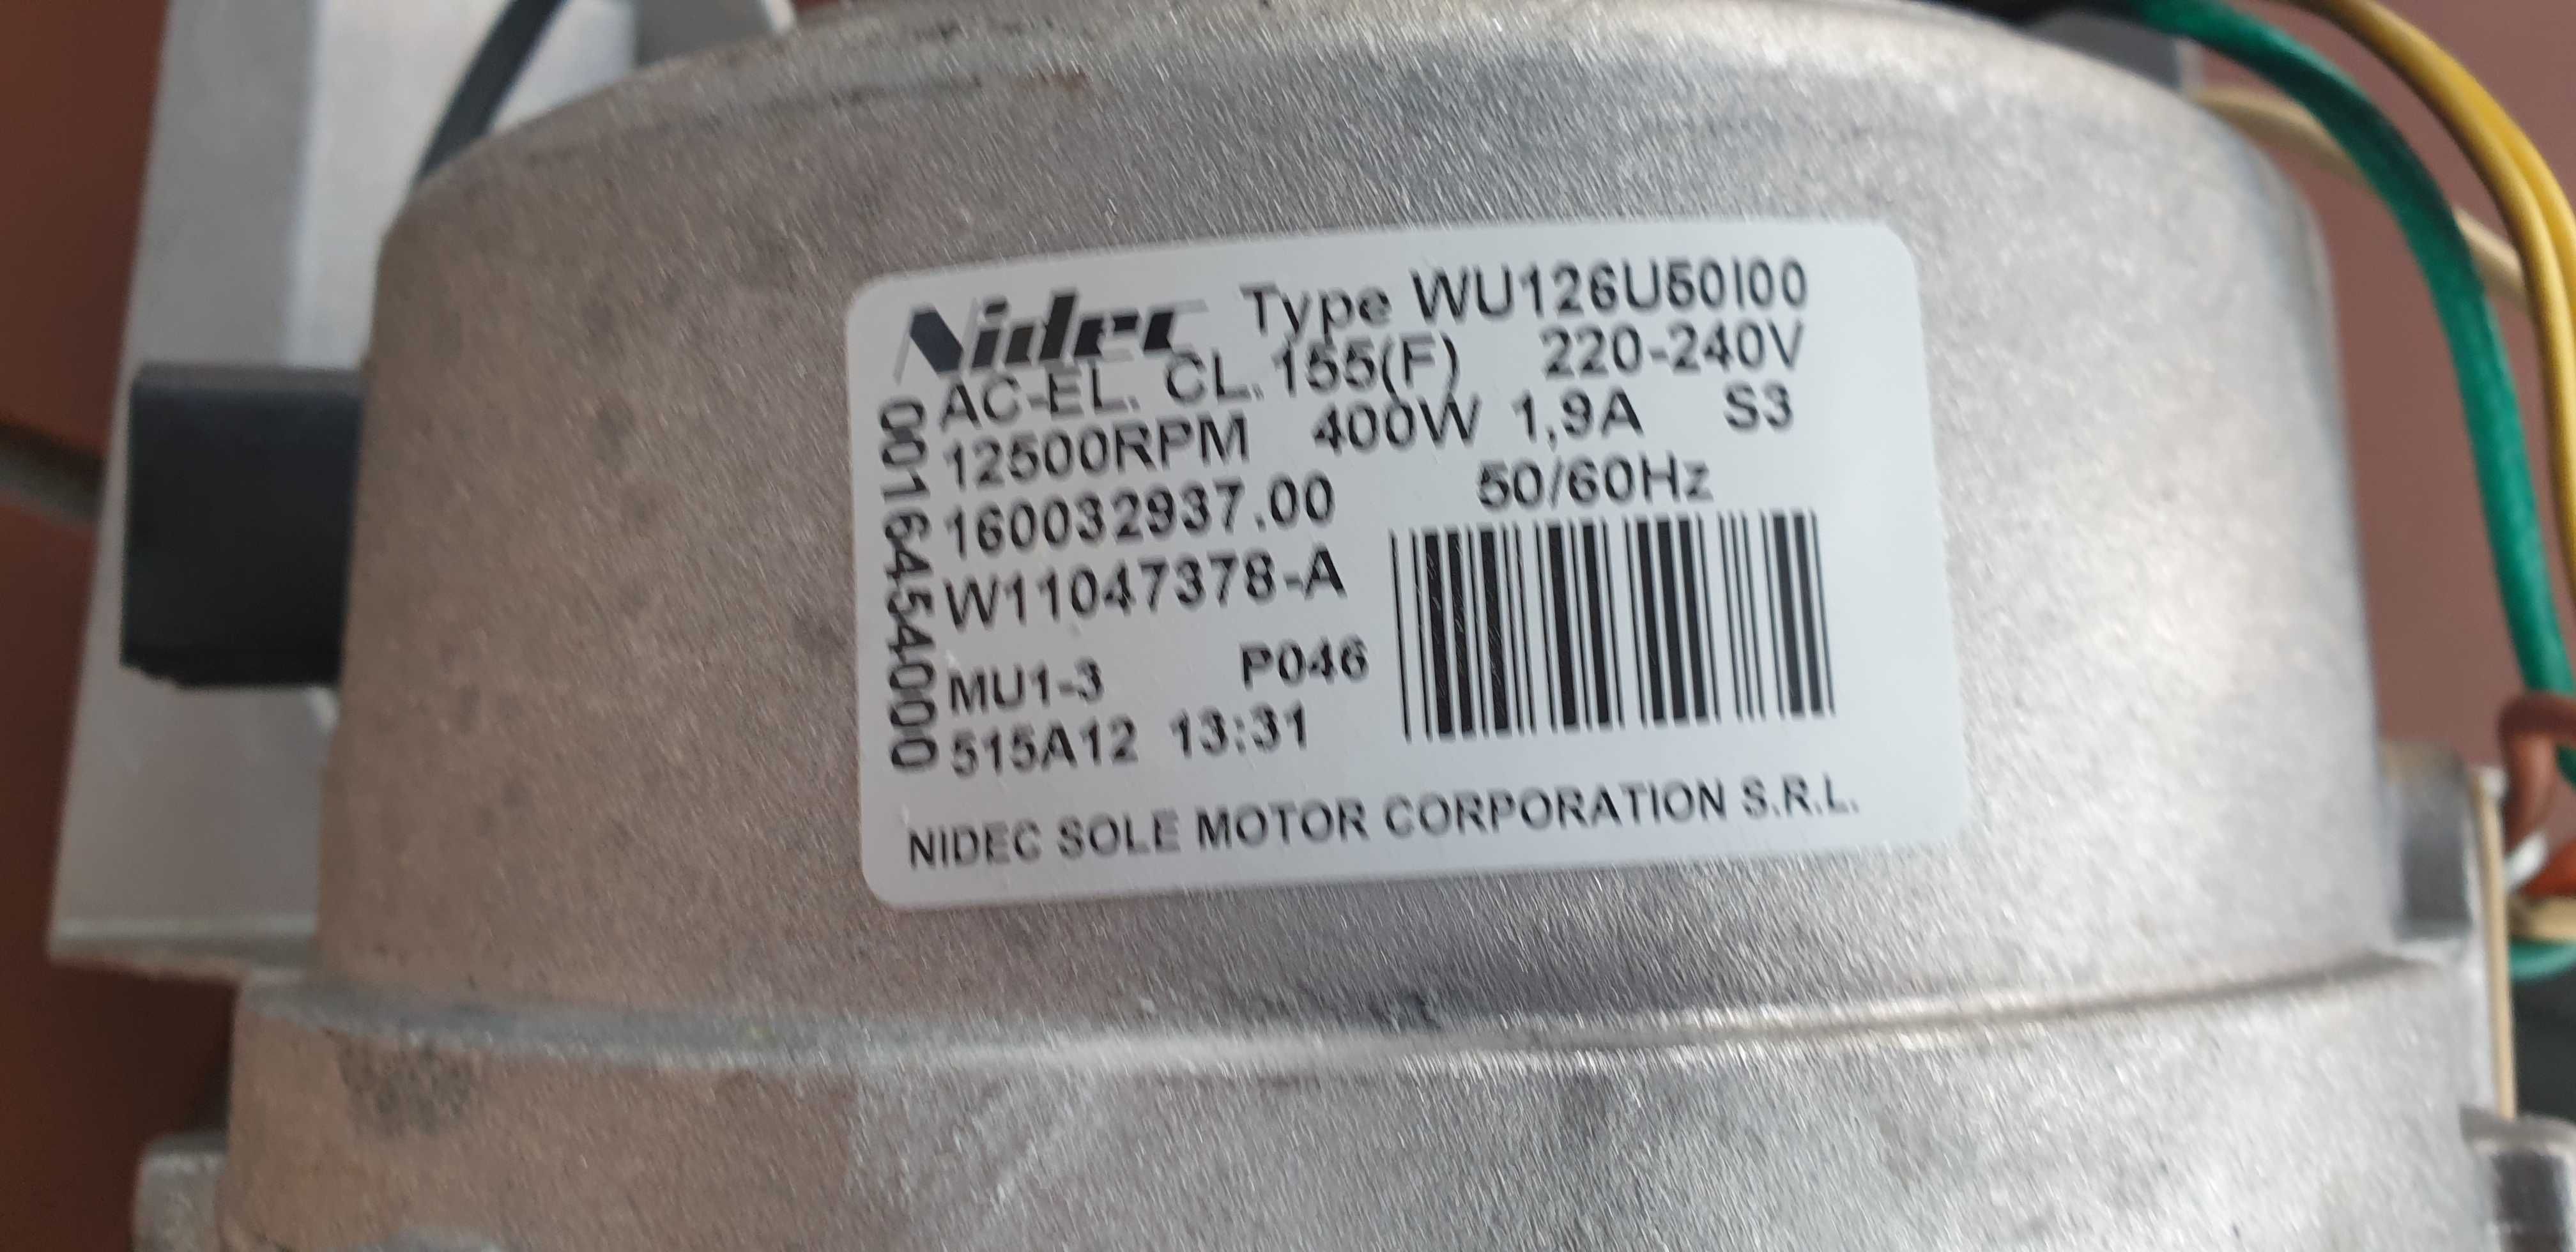 Nidec Type WU126U50I00
AC-EL. CL.155(F) 220-240V
12500RPM 400W 1,9A S3
160032937.00 50/60Hz
W11047378-A
MU1-3 P046
515A12 13:31
001645454000
NIDEC SOLE MOTOR CORPORATION S.R.L.